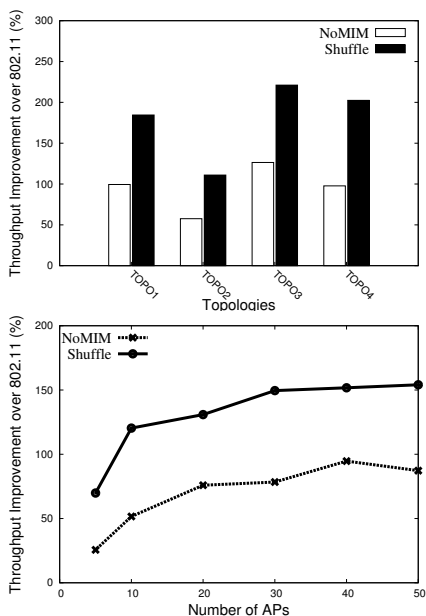 Throughput Improvement over 802.11 (%)
300
250
200
150
100
50
0
NoMIM
Shuffle
TOPO1
TOPO2
TOPO3
TOPO4
Topologies
Throughput Improvement over 802.11 (%)
200
150
100
50
0
NoMIM
Shuffle
0
10
20
30
40
50
Number of APs